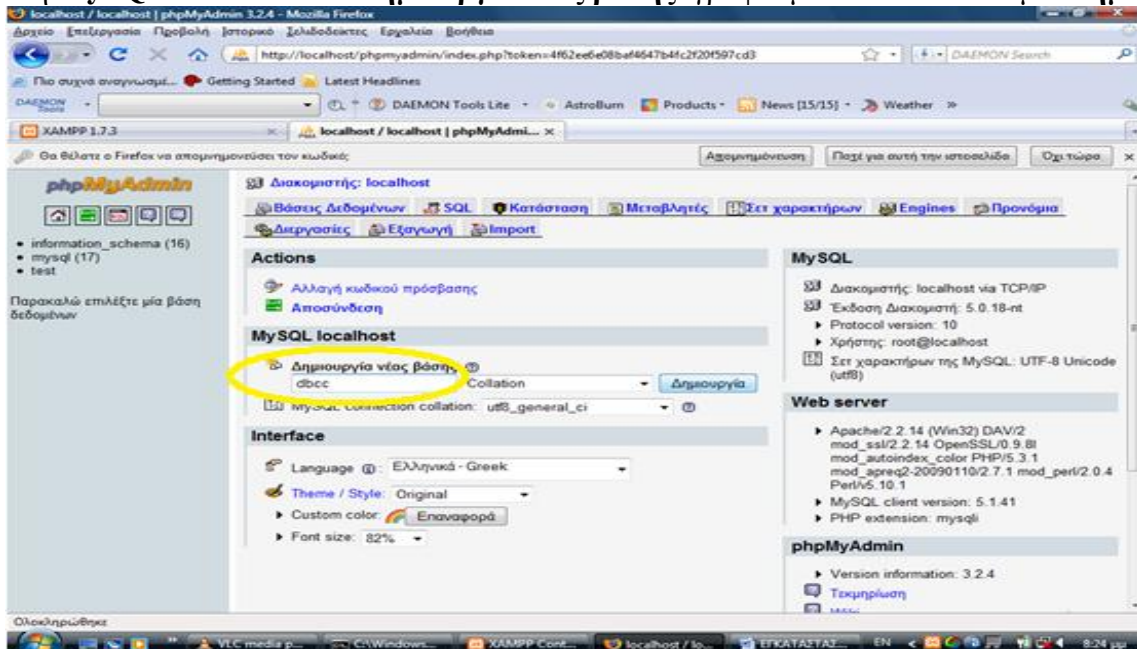 localhost / localhost | phpMyAdmin 3.2.4 - Mozilla Firefox
Αρχείο Επεξεργασία Προβολή Ιστορικό Σελιδοδείκτες Εργαλεία Βοήθεια
http://localhost/phpmyadmin/index.php?token=4f62ee6e08baf4647b4fc2f20f597cd3
DAEMON Search
Πιο συχνά αναγνωσμέ... Getting Started Latest Headlines
DAEMON Tools DAEMON Tools Lite AstroBurn Products News [15/15] Weather »
XAMPP 1.7.3 localhost / localhost | phpMyAdmi...
Θα θέλατε ο Firefox να απομνημονεύσει τον κωδικό; Απομνημόνευση Ποτέ για αυτή την ιστοσελίδα Όχι τώρα
phpMyAdmin
information_schema (16)
mysql (17)
test
Παρακαλώ επιλέξτε μία βάση δεδομένων
Διακομιστής: localhost
Βάσεις Δεδομένων SQL Κατάσταση Μεταβλητές Σετ χαρακτήρων Engines Προνόμια
Διεργασίες Εξαγωγή Import
Actions
Αλλαγή κωδικού πρόσβασης
Αποσύνδεση
MySQL localhost
Δημιουργία νέας βάσης
dbcc Collation Δημιουργία
MySQL connection collation: utf8_general_ci
Interface
Language: Ελληνικά - Greek
Theme / Style: Original
Custom color: Επαναφορά
Font size: 82%
MySQL
Διακομιστής: localhost via TCP/IP
Έκδοση Διακομιστή: 5.0.18-nt
Protocol version: 10
Χρήστης: root@localhost
Σετ χαρακτήρων της MySQL: UTF-8 Unicode
(utf8)
Web server
Apache/2.2.14 (Win32) DAV/2
mod_ssl/2.2.14 OpenSSL/0.9.8l
mod_autoindex_color PHP/5.3.1
mod_apreq2-20090110/2.7.1 mod_perl/2.0.4
Perl/v5.10.1
MySQL client version: 5.1.41
PHP extension: mysqli
phpMyAdmin
Version information: 3.2.4
Τεκμηρίωση
Ολοκληρώθηκε
VLC media p... C:\Windows... XAMPP Cont... localhost / lo... ΕΓΚΑΤΑΣΤΑΣ... EN 8:24 μμ